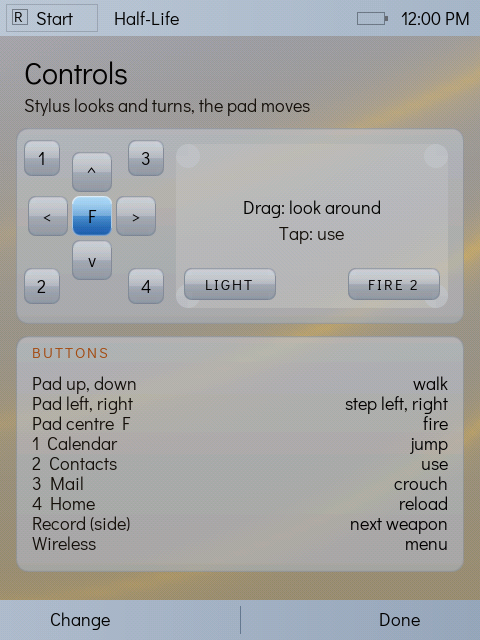 R Start Half-Life 12:00 PM
Controls
Stylus looks and turns, the pad moves
1 3
^
< F >
v
2 4
Drag: look around
Tap: use
LIGHT FIRE 2
BUTTONS
Pad up, down walk
Pad left, right step left, right
Pad centre F fire
1 Calendar jump
2 Contacts use
3 Mail crouch
4 Home reload
Record (side) next weapon
Wireless menu
Change Done